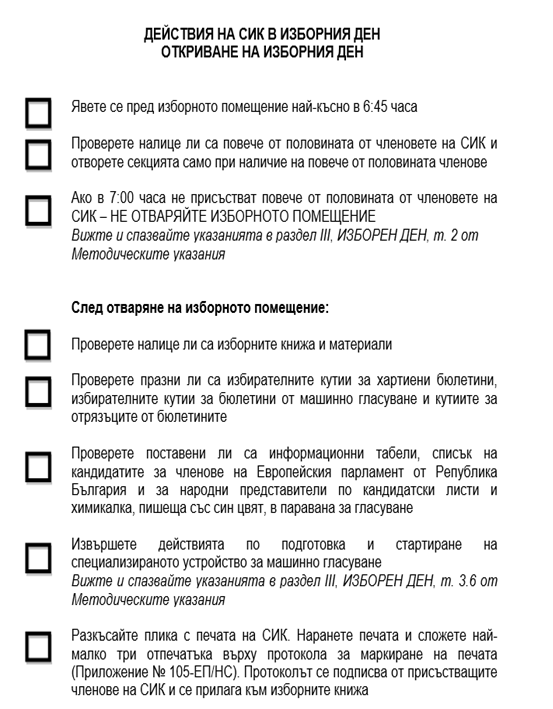 ДЕЙСТВИЯ НА СИК В ИЗБОРНИЯ ДЕН
ОТКРИВАНЕ НА ИЗБОРНИЯ ДЕН
Явете се пред изборното помещение най-късно в 6:45 часа
Проверете налице ли са повече от половината от членовете на СИК и
отворете секцията само при наличие на повече от половината членове
Ако в 7:00 часа не присъстват повече от половината от членовете на
СИК – НЕ ОТВАРЯЙТЕ ИЗБОРНОТО ПОМЕЩЕНИЕ
Вижте и спазвайте указанията в раздел III, ИЗБОРЕН ДЕН, т. 2 от
Методическите указания
След отваряне на изборното помещение:
Проверете налице ли са изборните книжа и материали
Проверете празни ли са избирателните кутии за хартиени бюлетини,
избирателните кутии за бюлетини от машинно гласуване и кутиите за
отрязъците от бюлетините
Проверете поставени ли са информационни табели, списък на
кандидатите за членове на Европейския парламент от Република
България и за народни представители по кандидатски листи и
химикалка, пишеща със син цвят, в паравана за гласуване
Извършете действията по подготовка и стартиране на
специализираното устройство за машинно гласуване
Вижте и спазвайте указанията в раздел III, ИЗБОРЕН ДЕН, т. 3.6 от
Методическите указания
Разкъсайте плика с печата на СИК. Наранете печата и сложете най-
малко три отпечатъка върху протокола за маркиране на печата
(Приложение № 105-ЕП/НС). Протоколът се подписва от присъстващите
членове на СИК и се прилага към изборните книжа